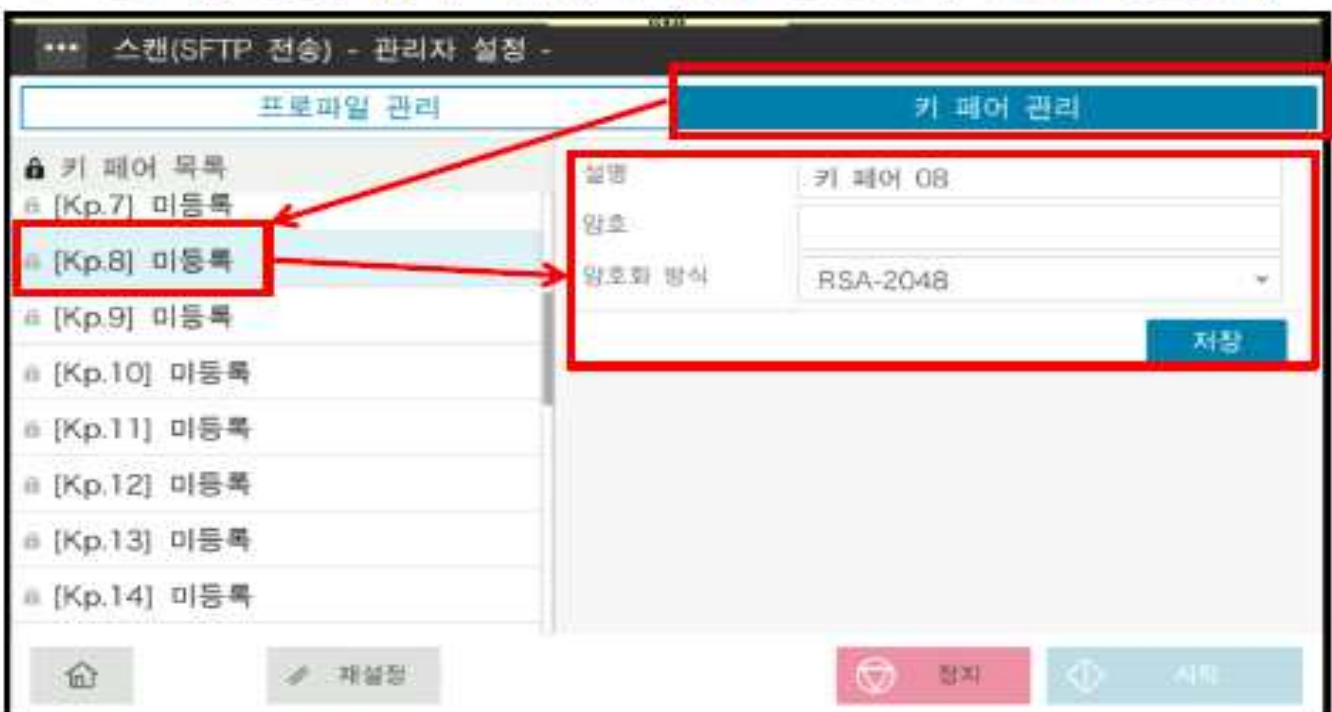 ••• 스캔(SFTP 전송) - 관리자 설정 -
프로파일 관리
키 페어 관리
키 페어 목록
[Kp.7] 미등록
[Kp.8] 미등록
[Kp.9] 미등록
[Kp.10] 미등록
[Kp.11] 미등록
[Kp.12] 미등록
[Kp.13] 미등록
[Kp.14] 미등록
설명 키 페어 08
암호
암호화 방식 RSA-2048
저장
재설정
정지
시작